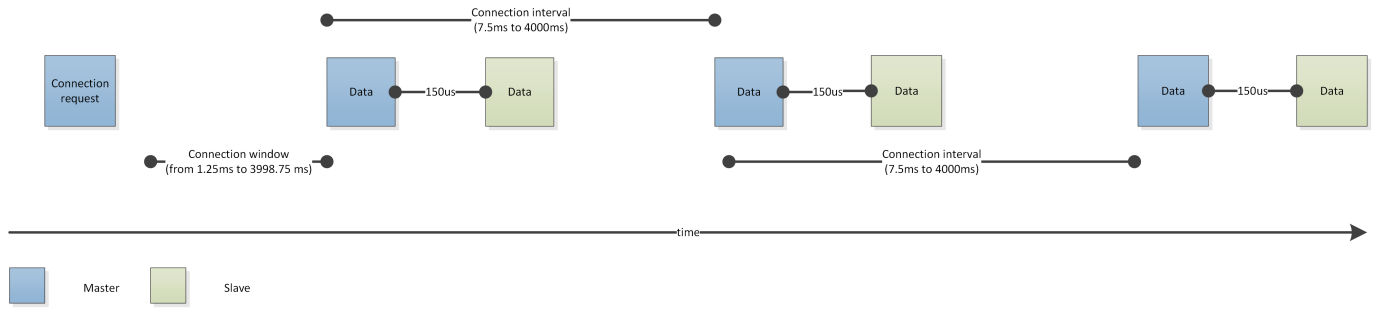 Connection interval
(7.5ms to 4000ms)
Connection
request
Data
150us
Data
Data
150us
Data
Data
150us
Data
Connection window
(from 1.25ms to 3998.75 ms)
Connection interval
(7.5ms to 4000ms)
time
Master
Slave